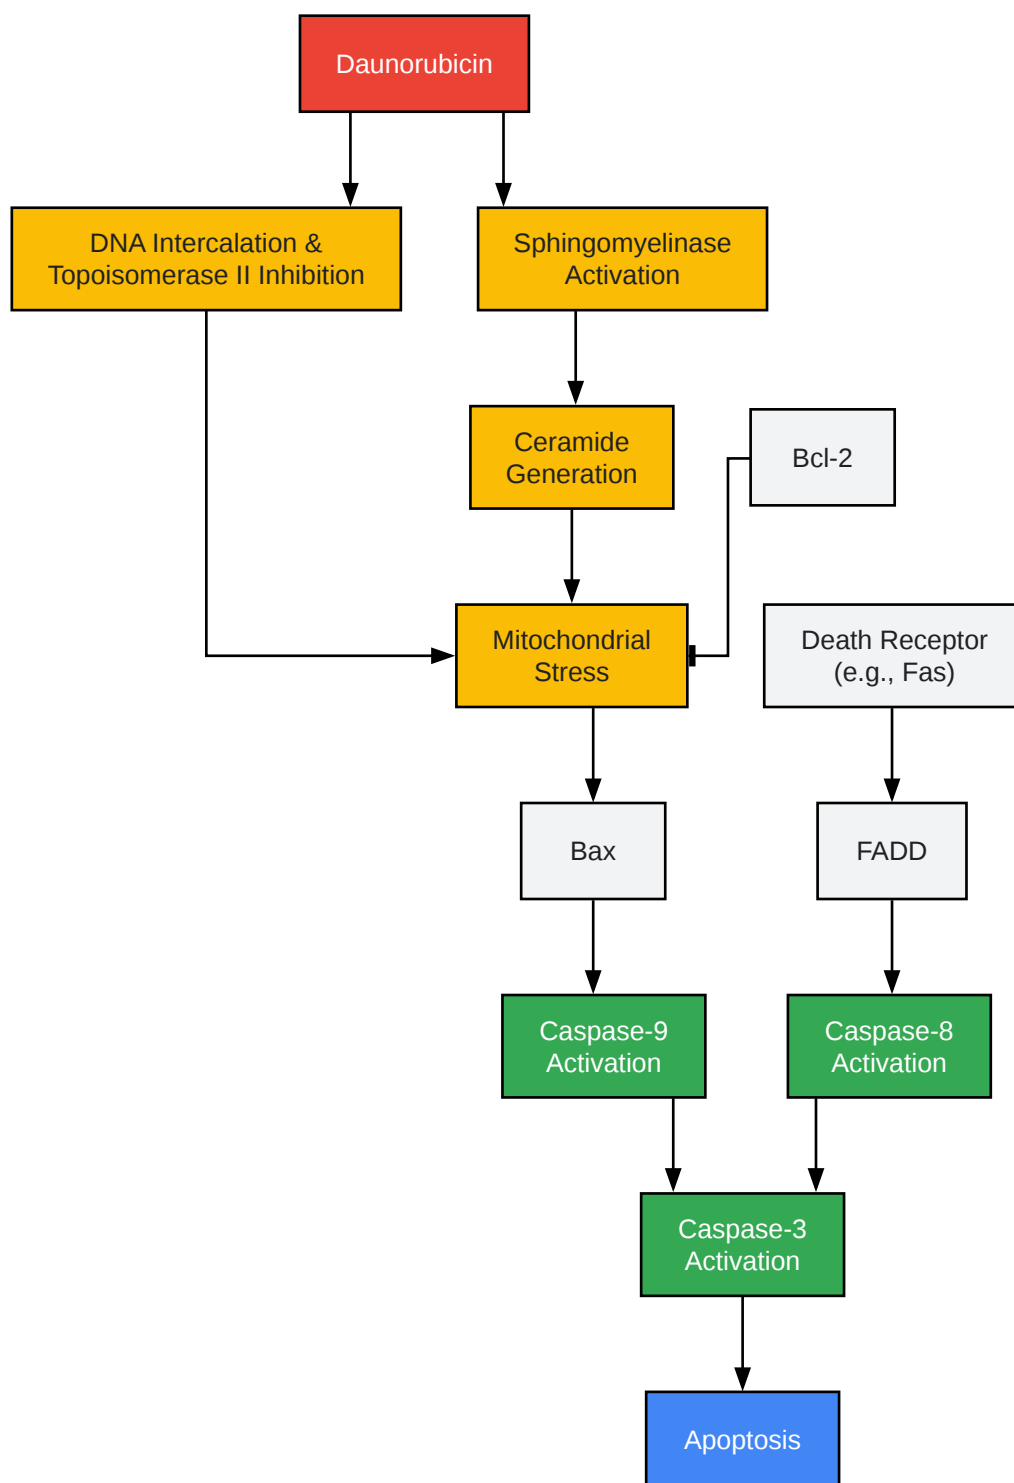 Daunorubicin
DNA Intercalation &
Topoisomerase II Inhibition
Sphingomyelinase
Activation
Ceramide
Generation
Bcl-2
Mitochondrial
Stress
Death Receptor
(e.g., Fas)
Bax
FADD
Caspase-9
Activation
Caspase-8
Activation
Caspase-3
Activation
Apoptosis